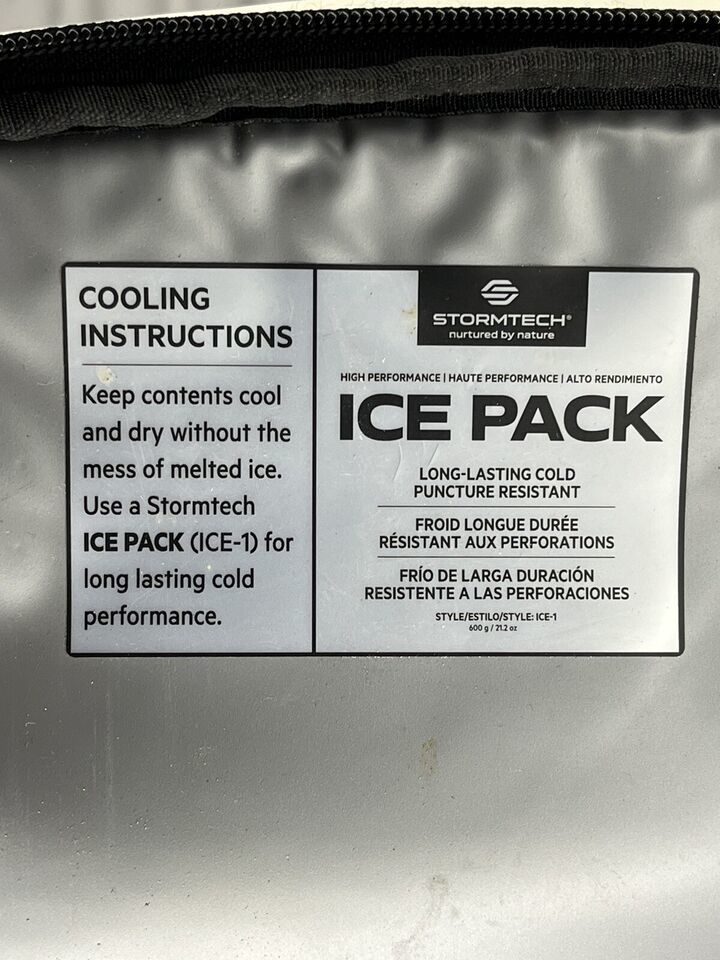 COOLING
INSTRUCTIONS
Keep contents cool
and dry without the
mess of melted ice.
Use a Stormtech
ICE PACK (ICE-1) for
long lasting cold
performance.
STORMTECH®
nurtured by nature
HIGH PERFORMANCE | HAUTE PERFORMANCE | ALTO RENDIMIENTO
ICE PACK
LONG-LASTING COLD
PUNCTURE RESISTANT
FROID LONGUE DURÉE
RÉSISTANT AUX PERFORATIONS
FRÍO DE LARGA DURACIÓN
RESISTENTE A LAS PERFORACIONES
STYLE/ESTILO/STYLE: ICE-1
600 g / 21.2 oz